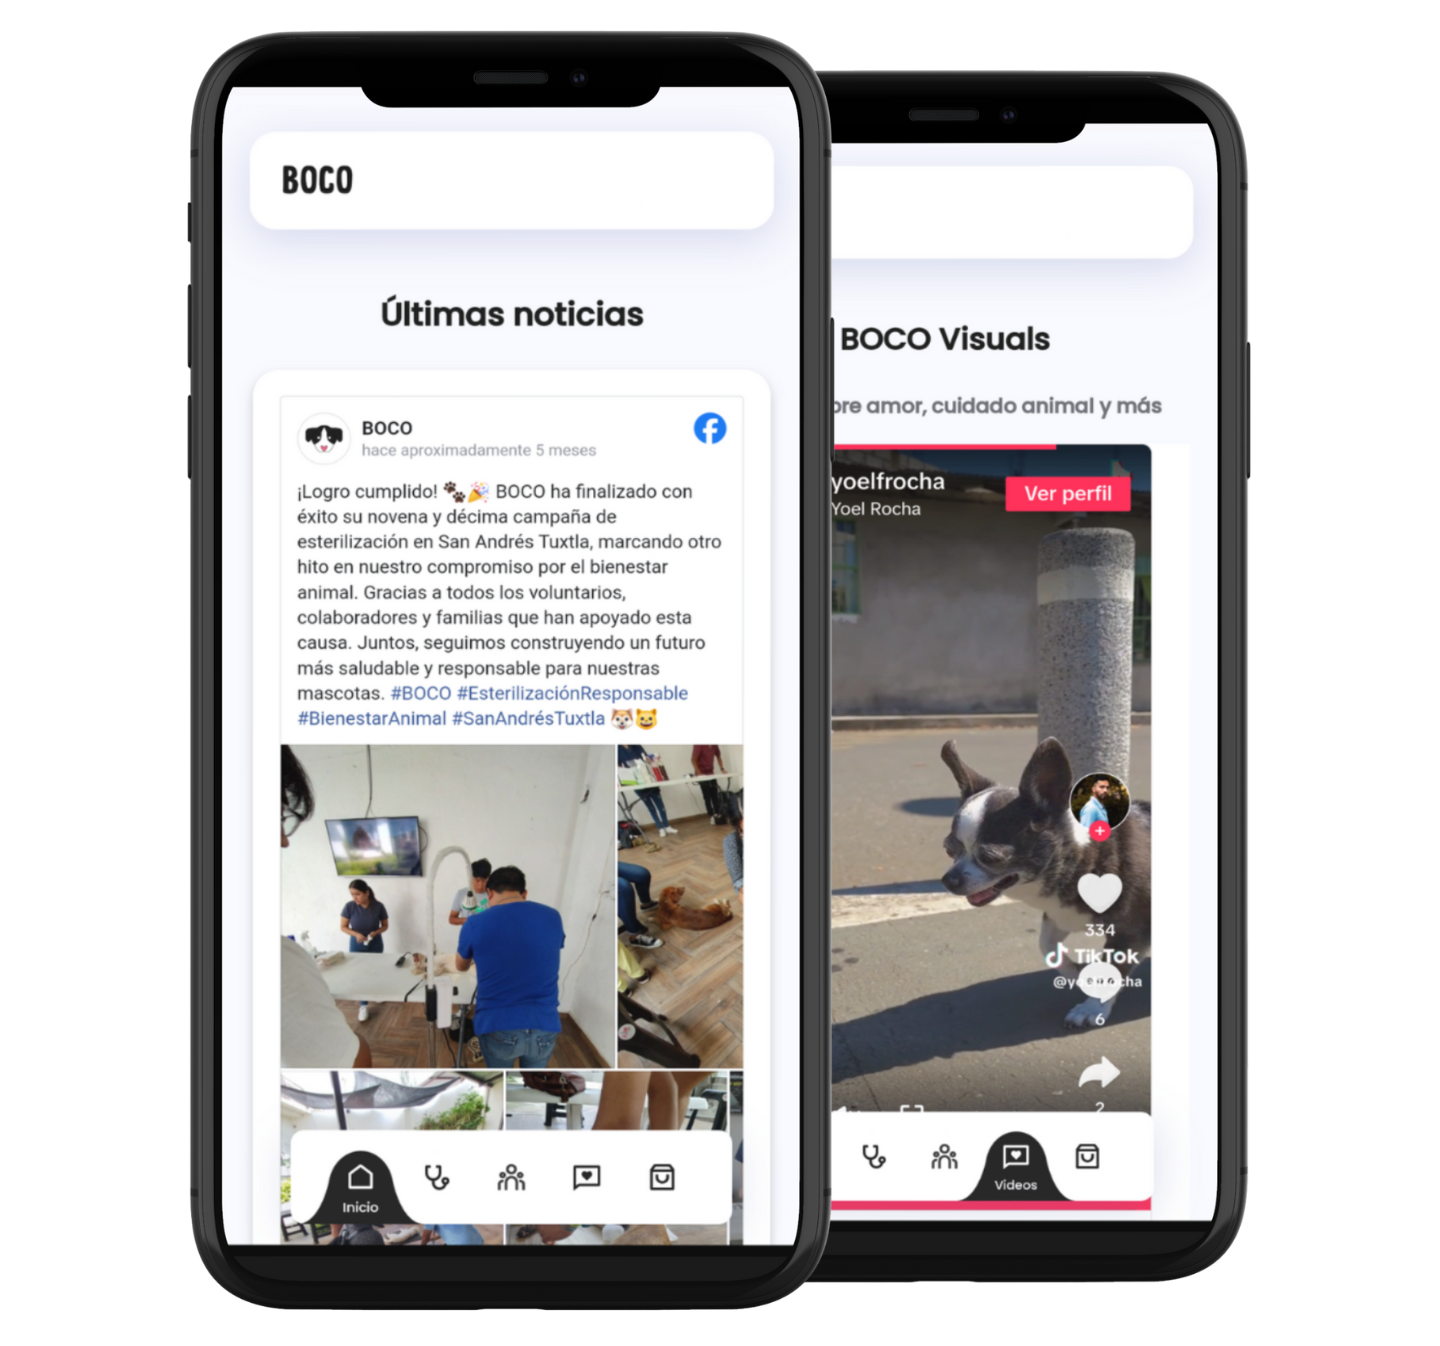 BOCO
Últimas noticias
BOCO
hace aproximadamente 5 meses
¡Logro cumplido! 🐾🎉 BOCO ha finalizado con
éxito su novena y décima campaña de
esterilización en San Andrés Tuxtla, marcando otro
hito en nuestro compromiso por el bienestar
animal. Gracias a todos los voluntarios,
colaboradores y familias que han apoyado esta
causa. Juntos, seguimos construyendo un futuro
más saludable y responsable para nuestras
mascotas. #BOCO #EsterilizaciónResponsable
#BienestarAnimal #SanAndrésTuxtla 🐶😺
Inicio
BOCO Visuals
amor, cuidado animal y más
yoelfrocha
Yoel Rocha
Ver perfil
334
TikTok
6
2
Videos